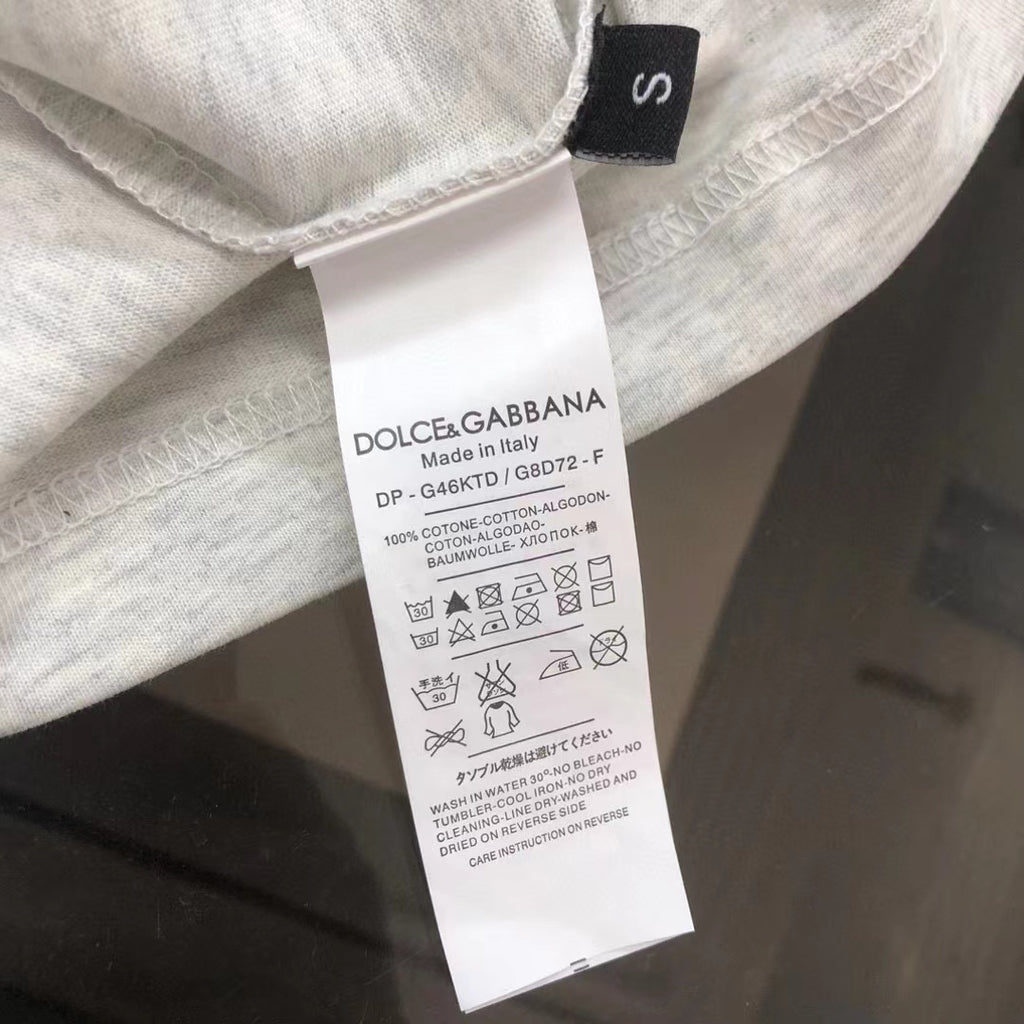 S
DOLCE&GABBANA
Made in Italy
DP - G46KTD / G8D72 - F
100% COTONE-COTTON-ALGODON-
COTON-ALGODAO-
BAUMWOLLE- ХЛОПОК-棉
30
30
手洗イ
30
低
タンブル乾燥は避けてください
WASH IN WATER 30º-NO BLEACH-NO
TUMBLER-COOL IRON-NO DRY
CLEANING-LINE DRY-WASHED AND
DRIED ON REVERSE SIDE
CARE INSTRUCTION ON REVERSE